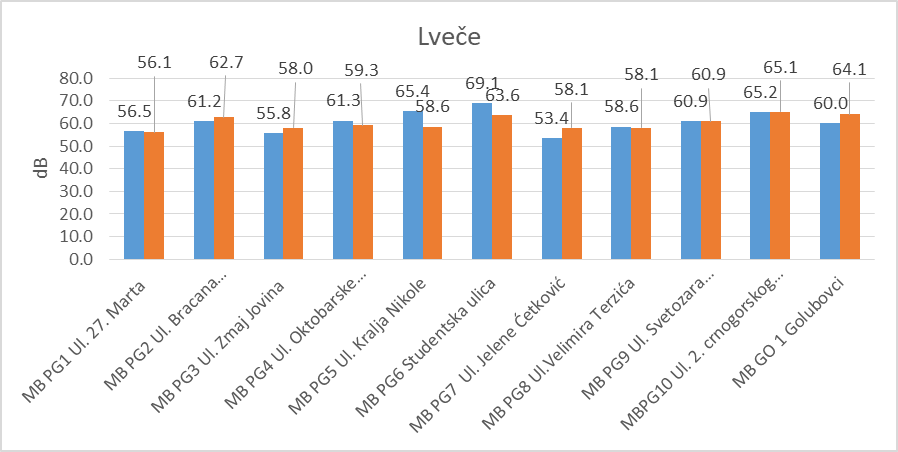 Lveče
56.1
62.7
58.0
59.3
69.1
58.1
58.1
60.9
65.1
64.1
56.5
61.2
55.8
61.3
65.4
58.6
63.6
53.4
58.6
60.9
65.2
60.0
dB
80.0
70.0
60.0
50.0
40.0
30.0
20.0
10.0
0.0
MB PG1 Ul. 27. Marta
MB PG2 Ul. Bracana...
MB PG3 Ul. Zmaj Jovina
MB PG4 Ul. Oktobarske...
MB PG5 Ul. Kralja Nikole
MB PG6 Studentska ulica
MB PG7 Ul. Jelene Ćetković
MB PG8 Ul.Velimira Terzića
MB PG9 Ul. Svetozara...
MBPG10 Ul. 2. crnogorskog...
MB GO 1 Golubovci